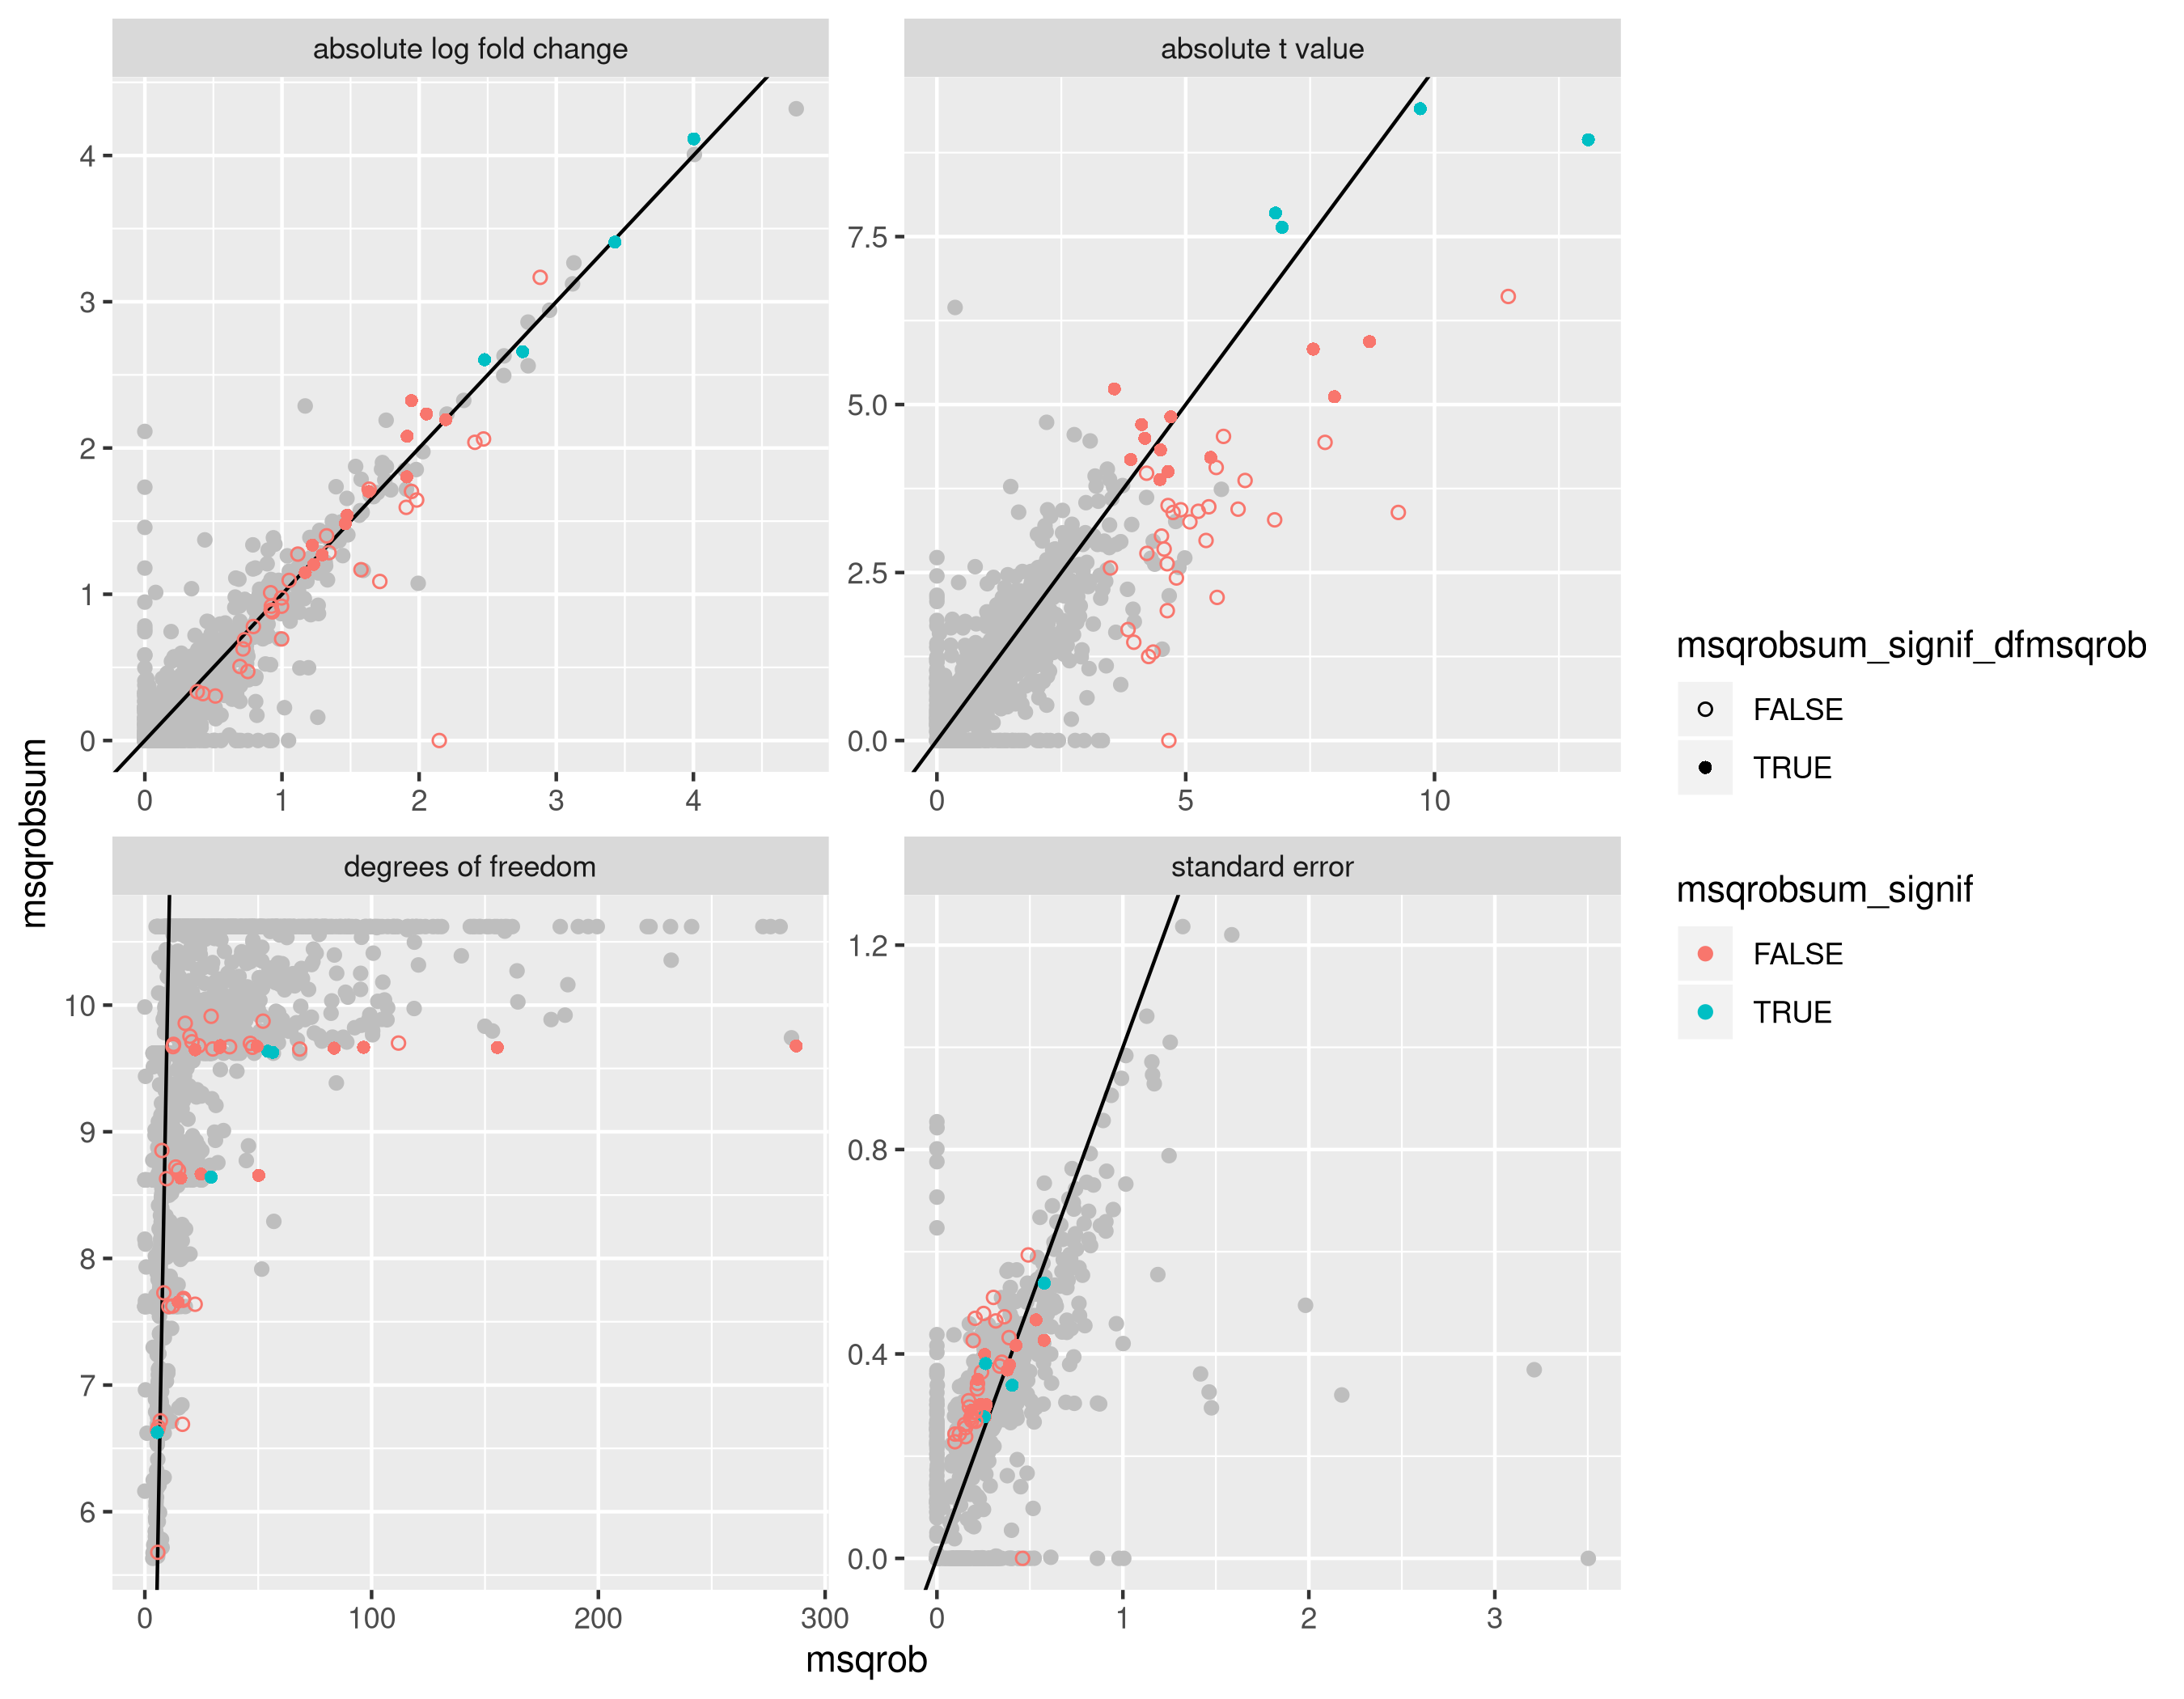 absolute log fold change
absolute t value
4
3
2
1
0
0 1 2 3 4
7.5
5.0
2.5
0.0
0 5 10
degrees of freedom
standard error
10
9
8
7
6
0 100 200 300
1.2
0.8
0.4
0.0
0 1 2 3
msqrob
msqrobsum
msqrobsum_signif_dfmsqrob
FALSE
TRUE
msqrobsum_signif
FALSE
TRUE